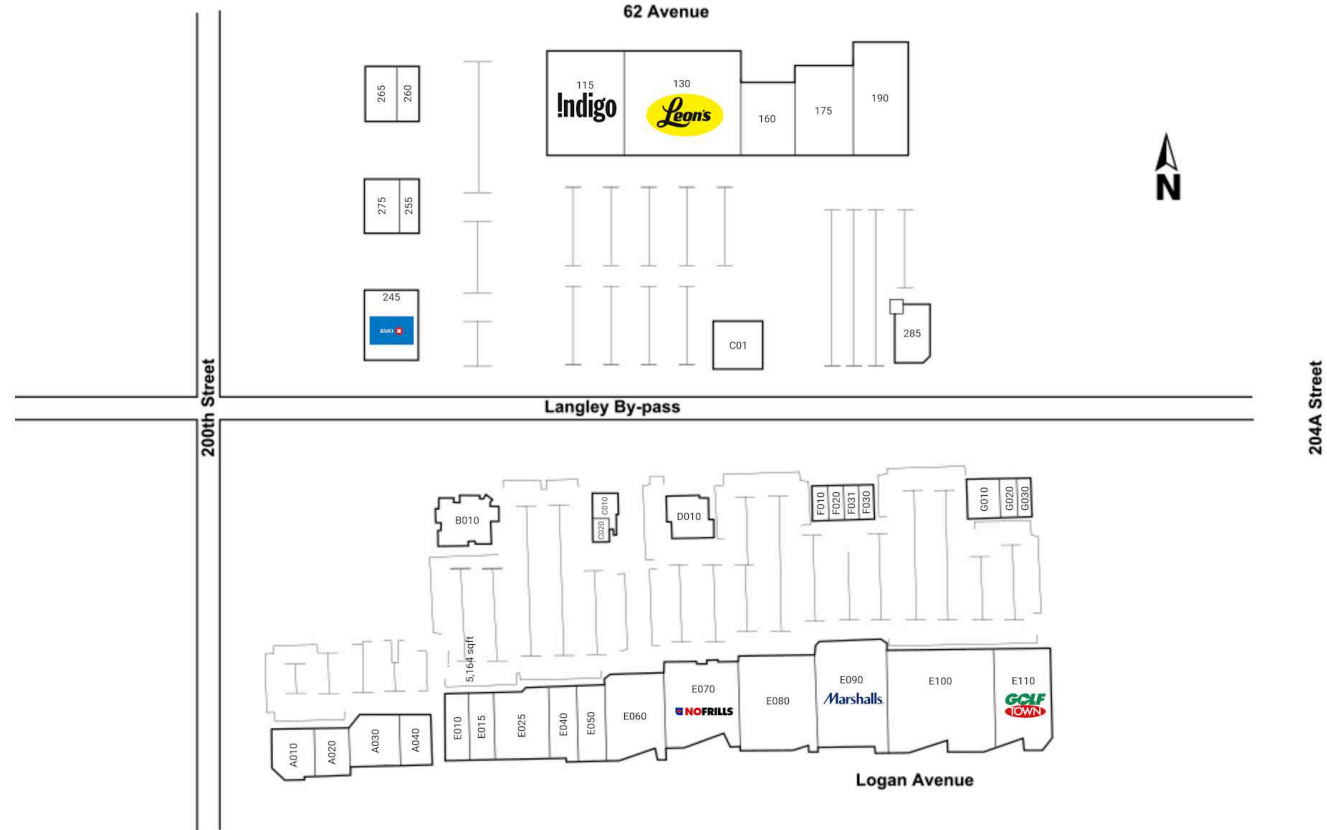 62 Avenue
265
260
115
!ndigo
130
Leon's
160
175
190
N
275
255
245
BMO
C01
285
200th Street
Langley By-pass
204A Street
B010
C010
C020
D010
F010
F020
F031
F030
G010
G020
G030
5,164 sqft
A010
A020
A030
A040
E010
E015
E025
E040
E050
E060
E070
NOFRILLS
E080
E090
Marshalls
E100
E110
GOLF
TOWN
Logan Avenue